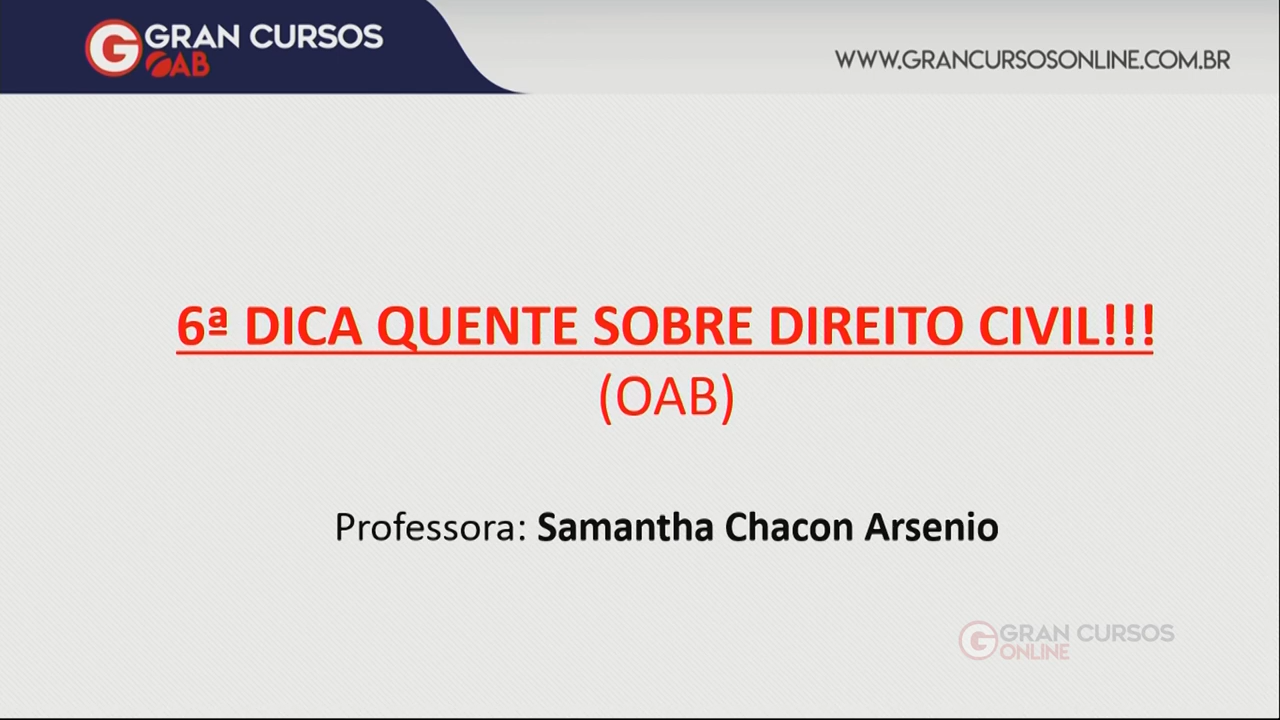 GRAN CURSOS
OAB
WWW.GRANCURSOSONLINE.COM.BR
6ª DICA QUENTE SOBRE DIREITO CIVIL!!!
(OAB)
Professora: Samantha Chacon Arsenio
GRAN CURSOS
ONLINE